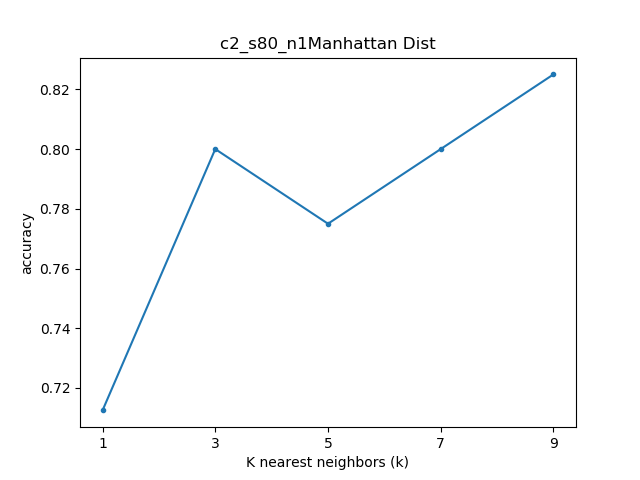 c2_s80_n1Manhattan Dist
0.82
0.80
0.78
0.76
0.74
0.72
accuracy
1 3 5 7 9
K nearest neighbors (k)